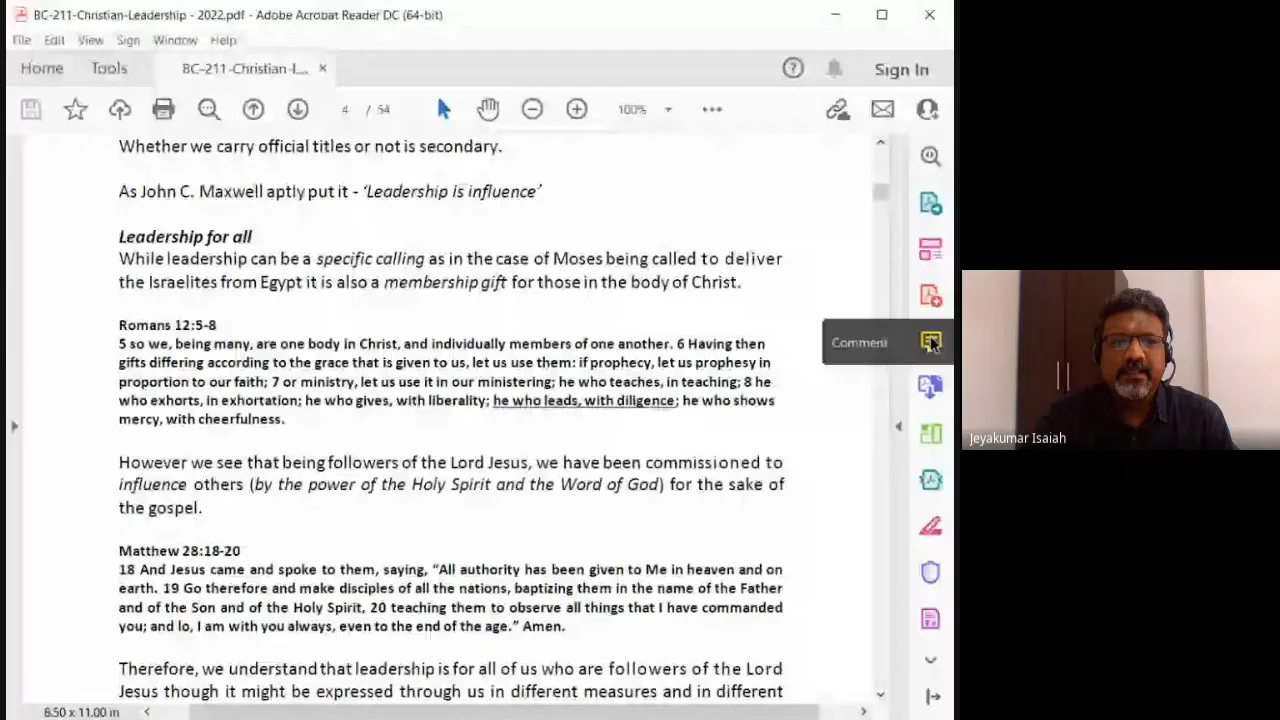 BC-211-Christian-Leadership - 2022.pdf - Adobe Acrobat Reader DC (64-bit)
File Edit View Sign Window Help
Home Tools BC-211-Christian-L... × Sign In
4 / 54 100%
Whether we carry official titles or not is secondary.
As John C. Maxwell aptly put it - ‘Leadership is influence’
Leadership for all
While leadership can be a specific calling as in the case of Moses being called to deliver
the Israelites from Egypt it is also a membership gift for those in the body of Christ.
Romans 12:5-8
5 so we, being many, are one body in Christ, and individually members of one another. 6 Having then
gifts differing according to the grace that is given to us, let us use them: if prophecy, let us prophesy in
proportion to our faith; 7 or ministry, let us use it in our ministering; he who teaches, in teaching; 8 he
who exhorts, in exhortation; he who gives, with liberality; he who leads, with diligence; he who shows
mercy, with cheerfulness.
Comment
However we see that being followers of the Lord Jesus, we have been commissioned to
influence others (by the power of the Holy Spirit and the Word of God) for the sake of
the gospel.
Matthew 28:18-20
18 And Jesus came and spoke to them, saying, “All authority has been given to Me in heaven and on
earth. 19 Go therefore and make disciples of all the nations, baptizing them in the name of the Father
and of the Son and of the Holy Spirit, 20 teaching them to observe all things that I have commanded
you; and lo, I am with you always, even to the end of the age.” Amen.
Therefore, we understand that leadership is for all of us who are followers of the Lord
Jesus though it might be expressed through us in different measures and in different
8.50 x 11.00 in
Jeyakumar Isaiah